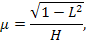 μ = √(1 − L²) / H,